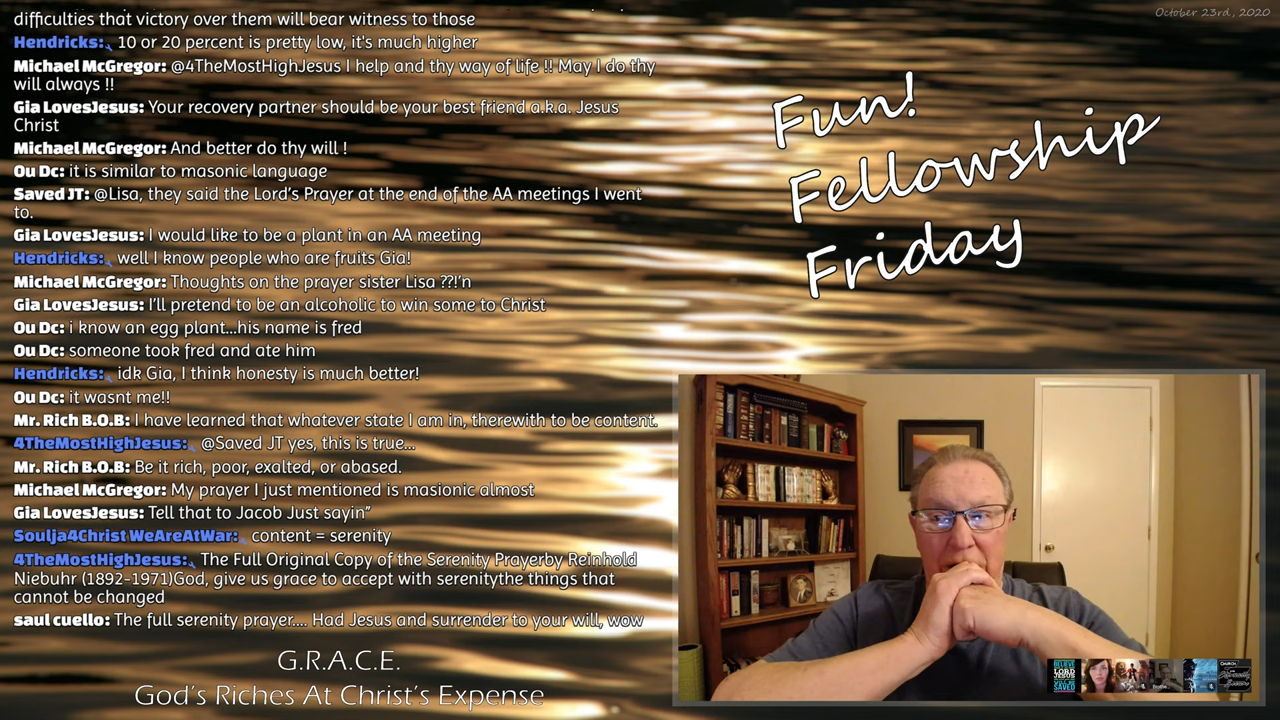 difficulties that victory over them will bear witness to those
Hendricks: 10 or 20 percent is pretty low, it's much higher
Michael McGregor: @4TheMostHighJesus I help and thy way of life !! May I do thy
will always !!
Gia LovesJesus: Your recovery partner should be your best friend a.k.a. Jesus
Christ
Michael McGregor: And better do thy will !
Ou Dc: it is similar to masonic language
Saved JT: @Lisa, they said the Lord's Prayer at the end of the AA meetings I went
to.
Gia LovesJesus: I would like to be a plant in an AA meeting
Hendricks: well I know people who are fruits Gia!
Michael McGregor: Thoughts on the prayer sister Lisa ??!'n
Gia LovesJesus: I'll pretend to be an alcoholic to win some to Christ
Ou Dc: i know an egg plant...his name is fred
Ou Dc: someone took fred and ate him
Hendricks: idk Gia, I think honesty is much better!
Ou Dc: it wasnt me!!
Mr. Rich B.O.B: I have learned that whatever state I am in, therewith to be content.
4TheMostHighJesus: @Saved JT yes, this is true...
Mr. Rich B.O.B: Be it rich, poor, exalted, or abased.
Michael McGregor: My prayer I just mentioned is masionic almost
Gia LovesJesus: Tell that to Jacob Just sayin"
Soulja4Christ WeAreAtWar: content = serenity
4TheMostHighJesus: The Full Original Copy of the Serenity Prayerby Reinhold
Niebuhr (1892-1971)God, give us grace to accept with serenitythe things that
cannot be changed
saul cuello: The full serenity prayer.... Had Jesus and surrender to your will, wow
G.R.A.C.E.
God's Riches At Christ's Expense
October 23rd, 2020
Fun!
Fellowship
Friday
BELIEVE
LORD
JESUS
SAVED
CHURCH